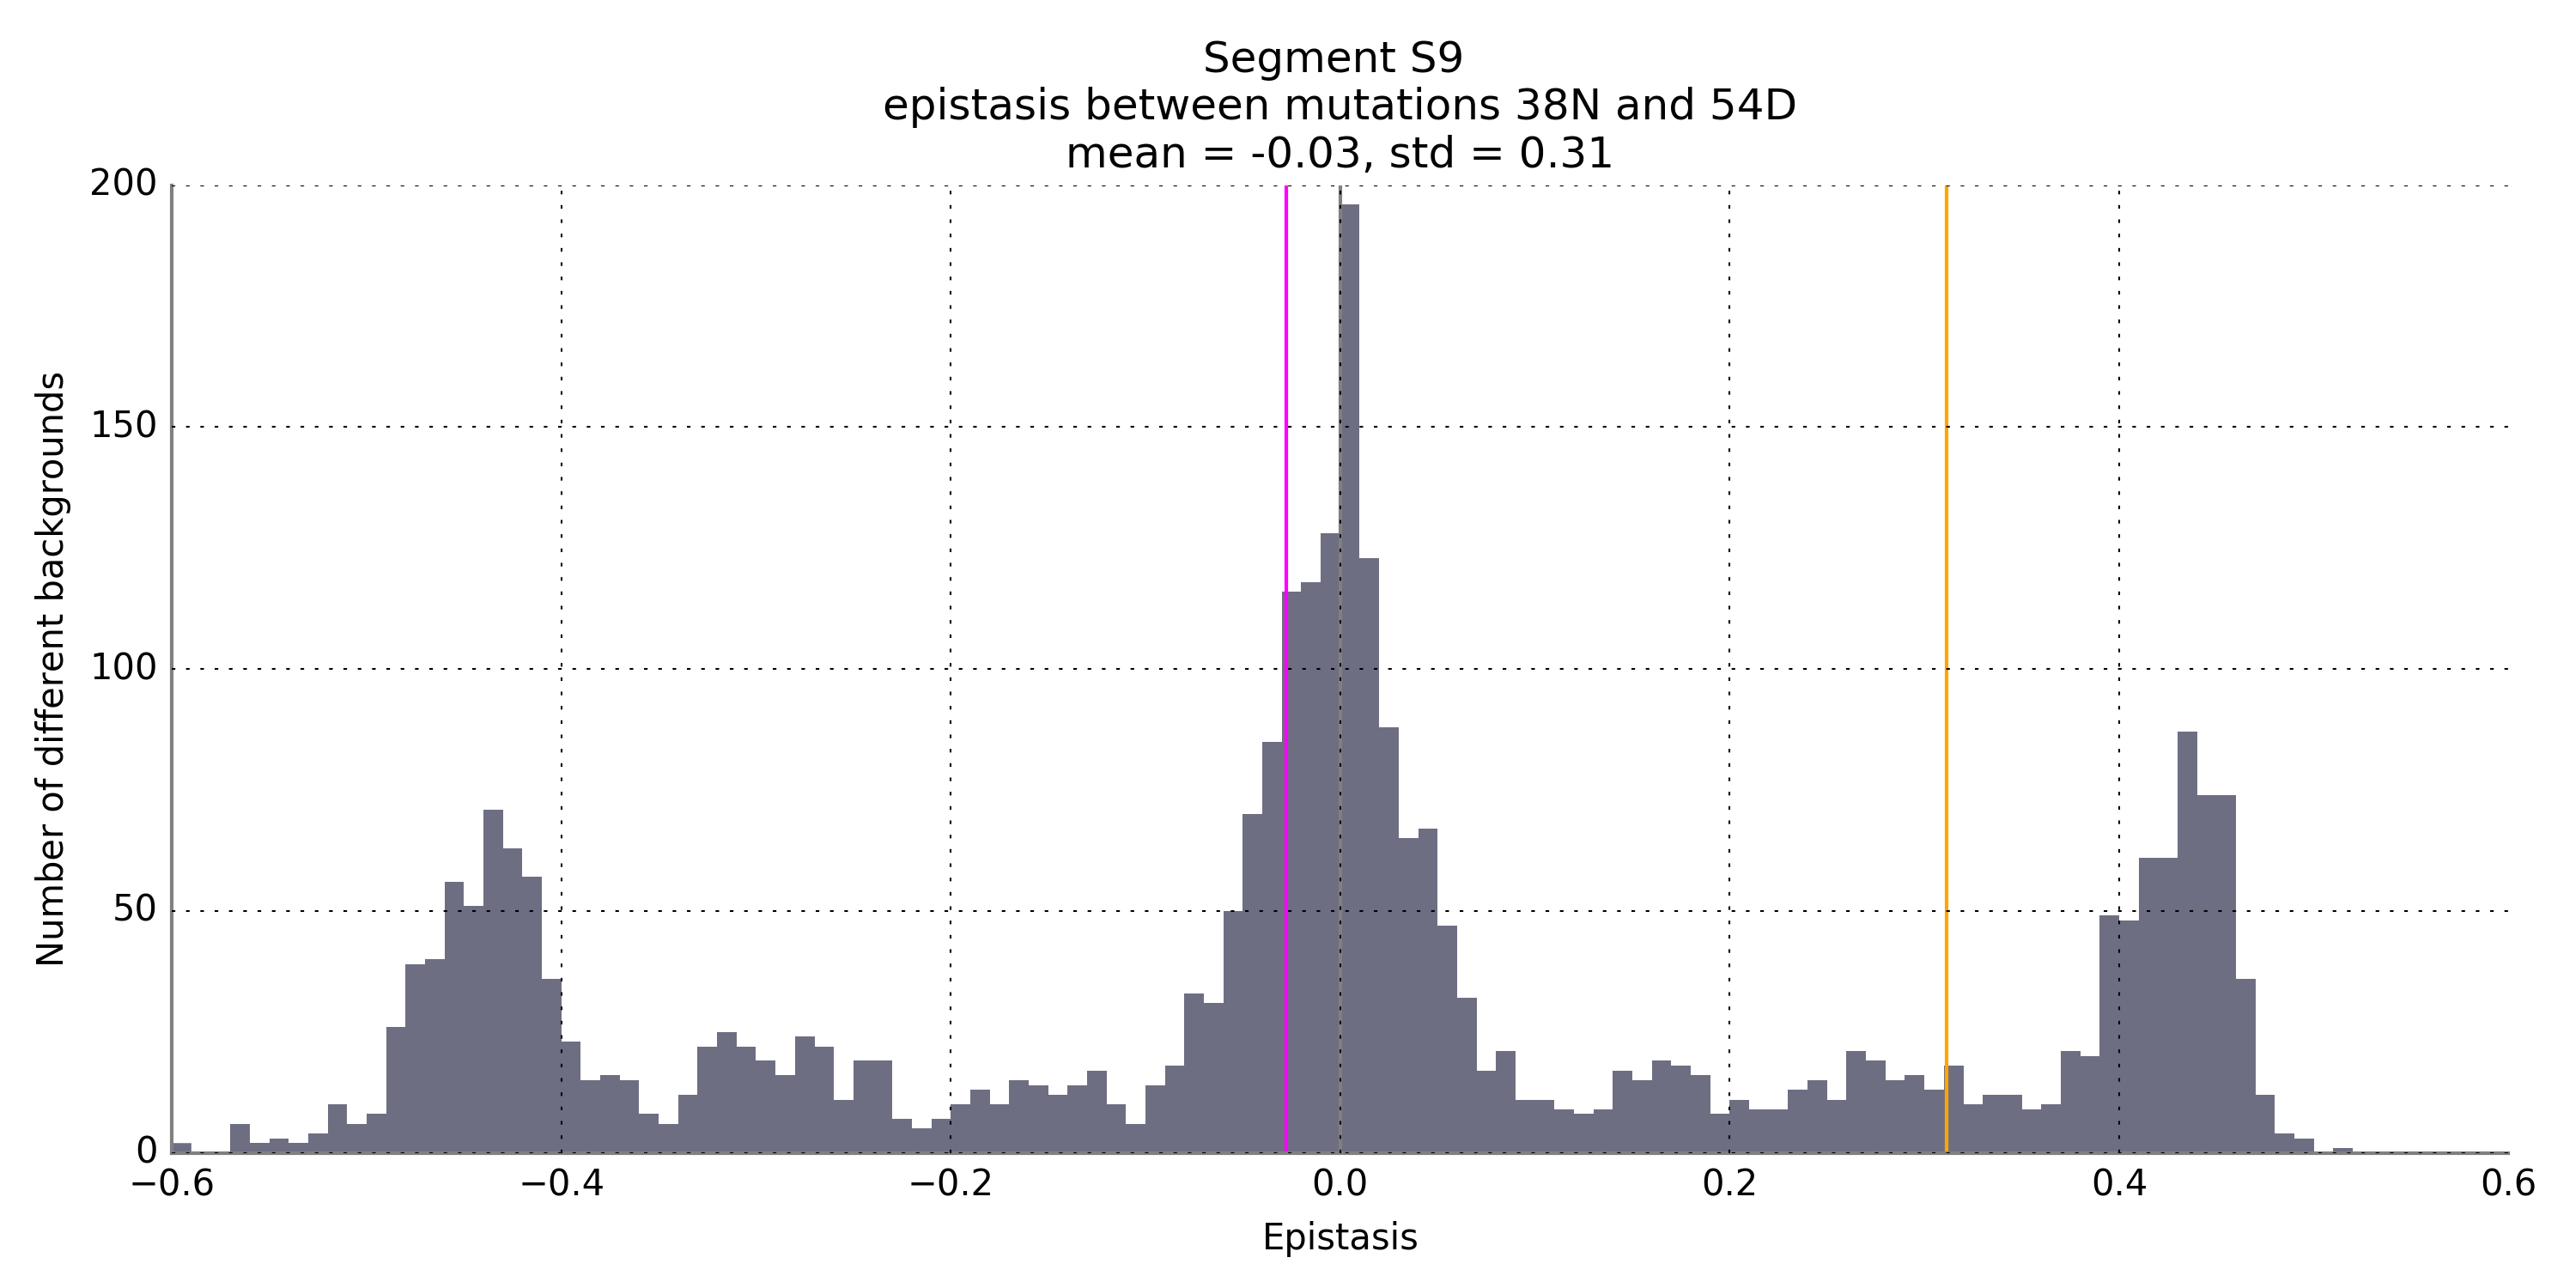 Segment S9
epistasis between mutations 38N and 54D
mean = -0.03, std = 0.31
200
150
100
50
0
Number of different backgrounds
−0.6 −0.4 −0.2 0.0 0.2 0.4 0.6
Epistasis